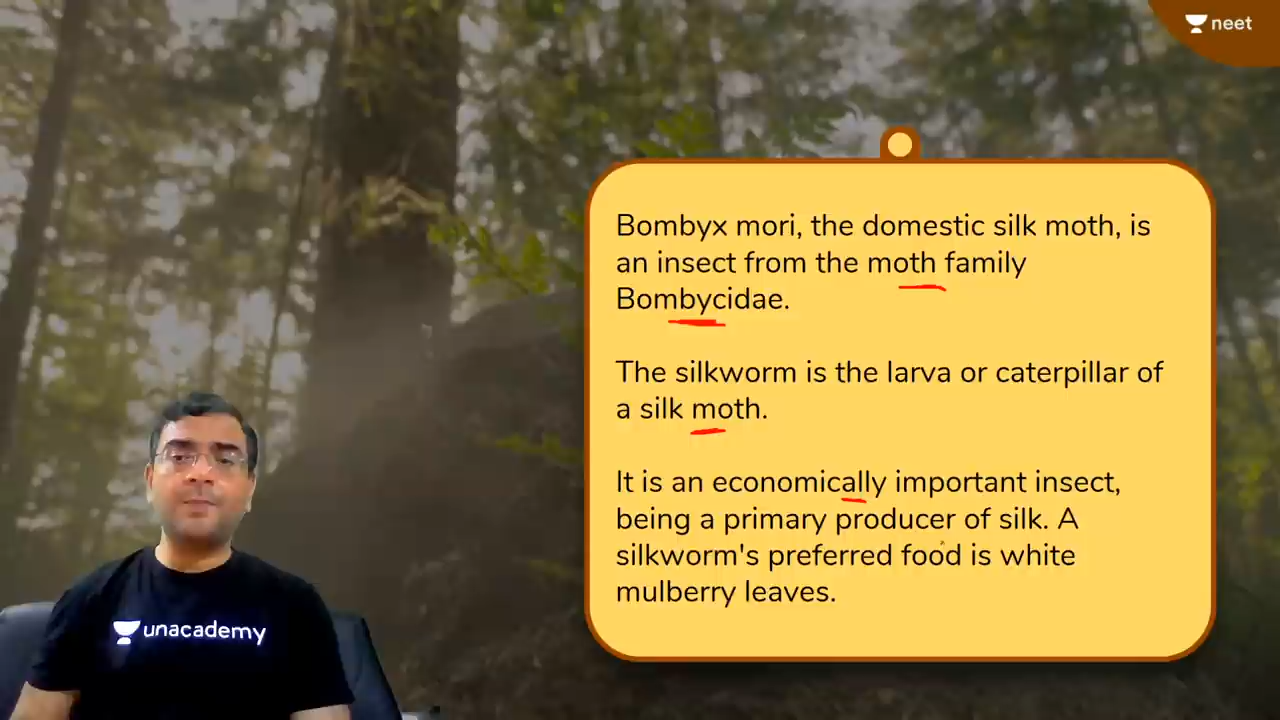 neet
Bombyx mori, the domestic silk moth, is
an insect from the moth family
Bombycidae.
The silkworm is the larva or caterpillar of
a silk moth.
It is an economically important insect,
being a primary producer of silk. A
silkworm's preferred food is white
mulberry leaves.
unacademy